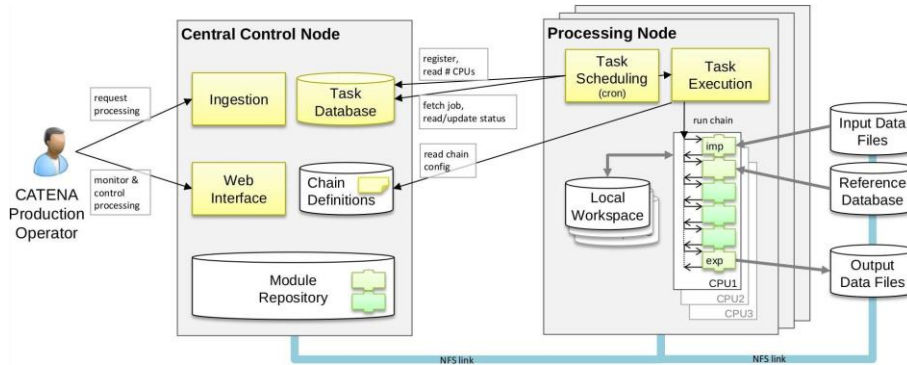 Central Control Node
Processing Node
register,
read # CPUs
Task
Scheduling
(cron)
Task
Execution
Ingestion
Task
Database
request
processing
fetch job,
read/update status
run chain
Input Data
Files
imp
read chain
config
CATENA
Production
Operator
monitor &
control
processing
Web
Interface
Chain
Definitions
Local
Workspace
Reference
Database
Module
Repository
exp
CPU1
CPU2
CPU3
Output
Data Files
NFS link
NFS link